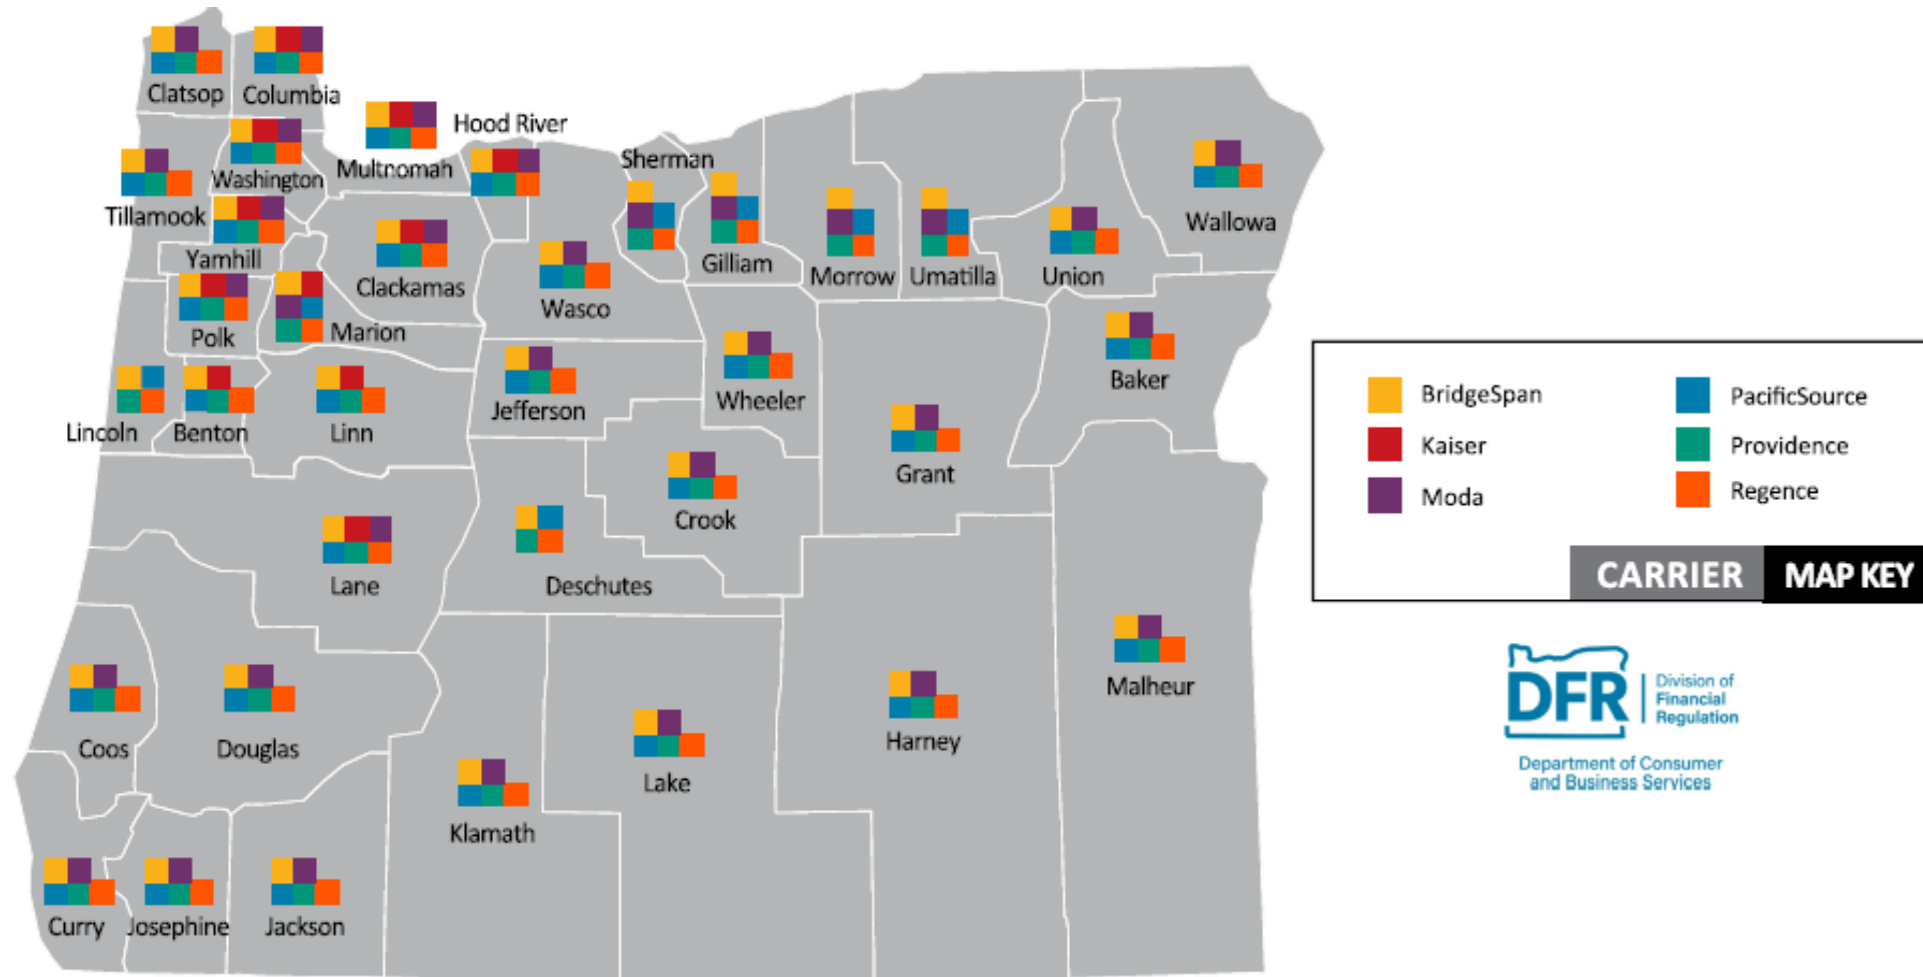 Clatsop
Columbia
Hood River
Multnomah
Sherman
Washington
Tillamook
Wallowa
Yamhill
Clackamas
Gilliam
Morrow
Umatilla
Union
Wasco
Polk
Marion
Baker
Jefferson
Wheeler
Lincoln
Benton
Linn
Grant
Crook
Lane
Deschutes
Malheur
Coos
Douglas
Harney
Lake
Klamath
Curry
Josephine
Jackson
BridgeSpan
Kaiser
Moda
PacificSource
Providence
Regence
CARRIER MAP KEY
DFR
Division of
Financial
Regulation
Department of Consumer
and Business Services